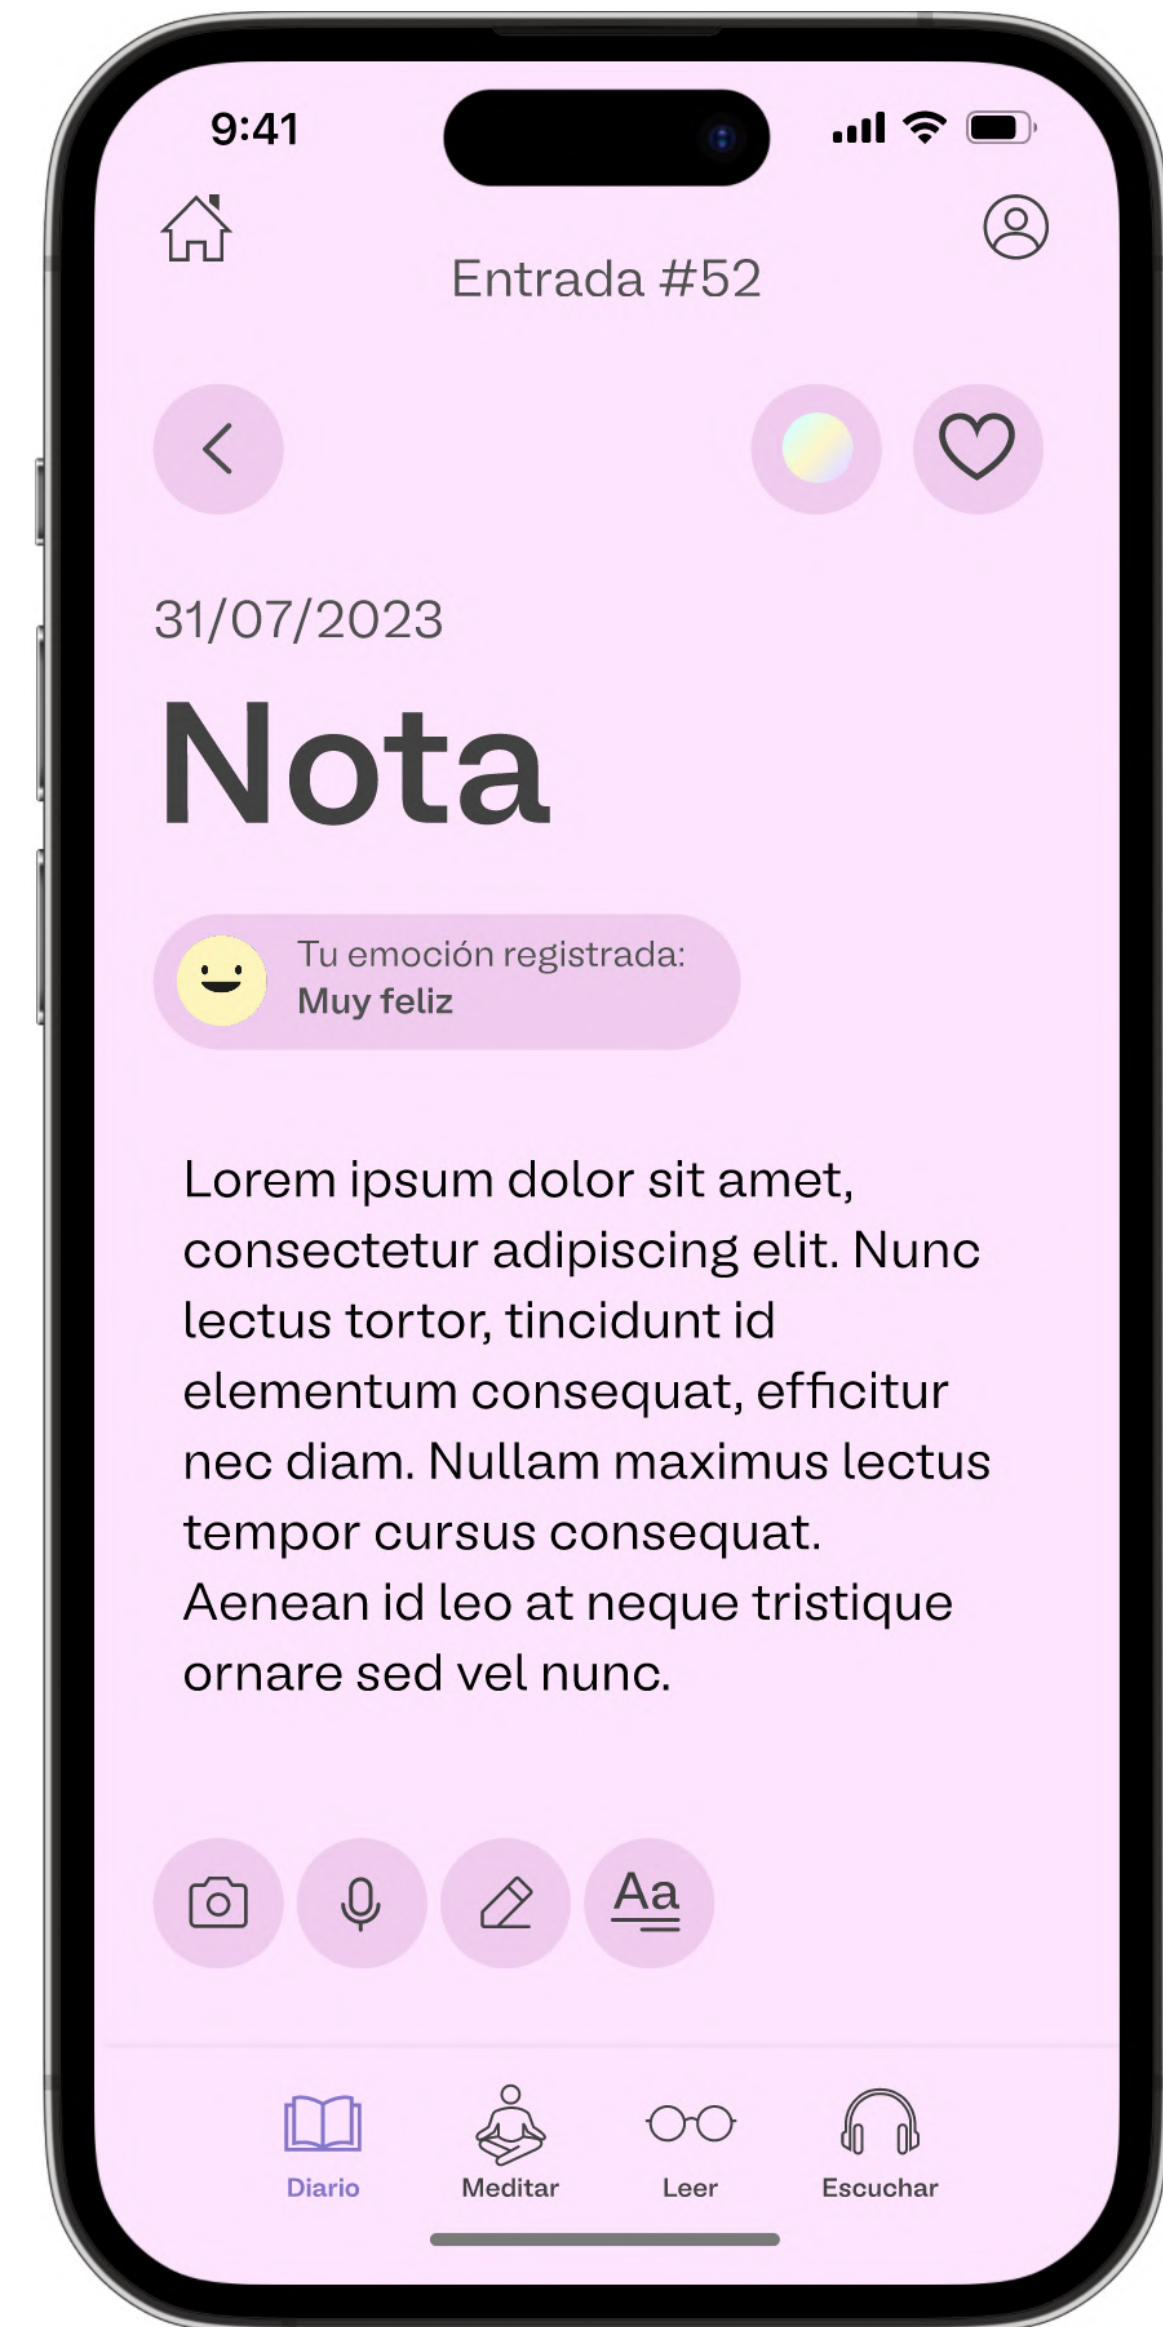 9:41
Entrada #52
31/07/2023
Nota
Tu emoción registrada:
Muy feliz
Lorem ipsum dolor sit amet,
consectetur adipiscing elit. Nunc
lectus tortor, tincidunt id
elementum consequat, efficitur
nec diam. Nullam maximus lectus
tempor cursus consequat.
Aenean id leo at neque tristique
ornare sed vel nunc.
Aa
Diario Meditar Leer Escuchar